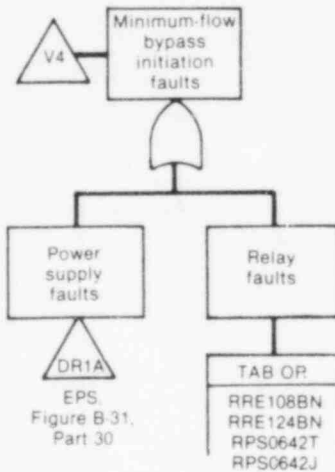 Minimum-flow
bypass
initiation
faults
V4
Power
supply
faults
Relay
faults
DR1A
EPS,
Figure B-31,
Part 30
TAB OR
RRE108BN
RRE124BN
RPS0642T
RPS0642J